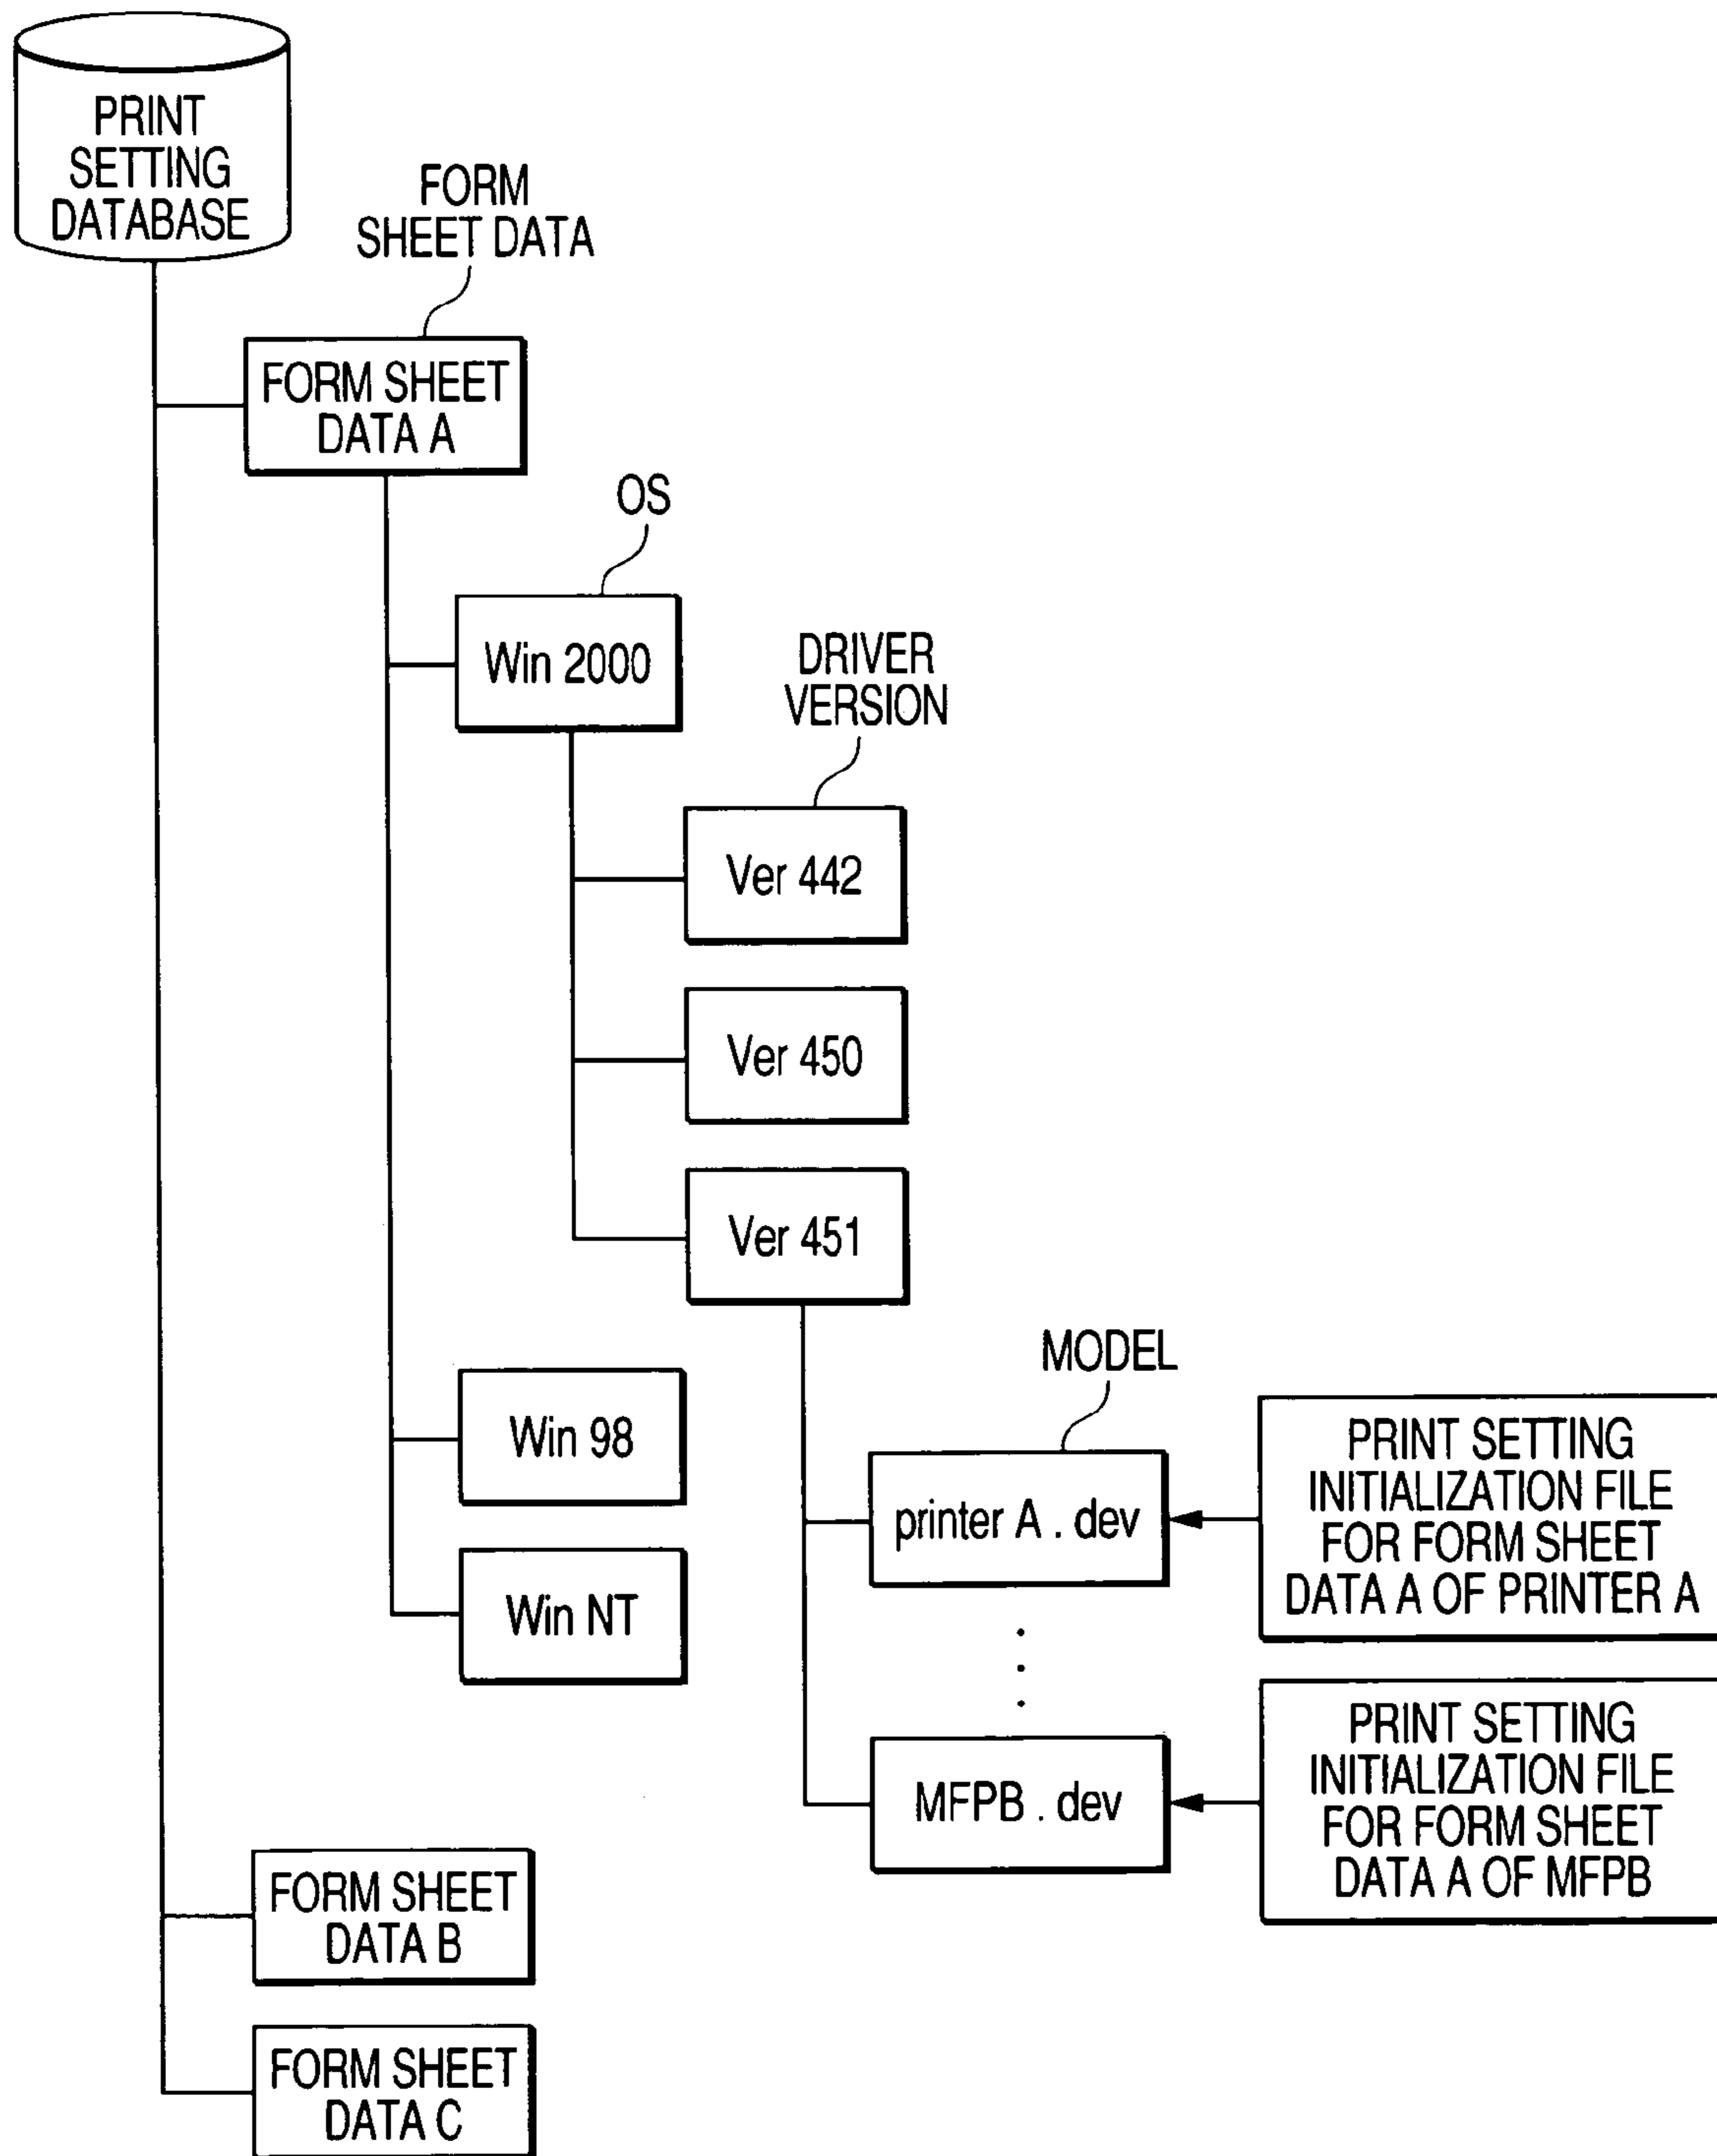 PRINT
SETTING
DATABASE
FORM
SHEET DATA
FORM SHEET
DATA A
OS
Win 2000
DRIVER
VERSION
Ver 442
Ver 450
Ver 451
MODEL
Win 98
printer A . dev
PRINT SETTING
INITIALIZATION FILE
FOR FORM SHEET
DATA A OF PRINTER A
Win NT
MFPB . dev
PRINT SETTING
INITIALIZATION FILE
FOR FORM SHEET
DATA A OF MFPB
FORM SHEET
DATA B
FORM SHEET
DATA C